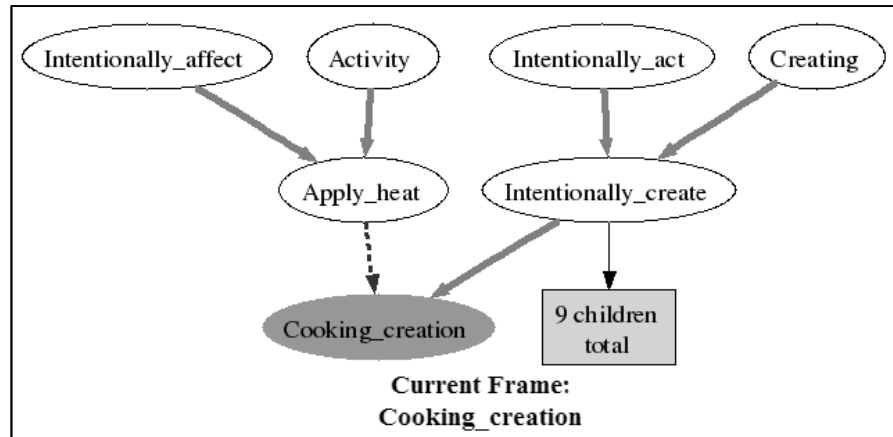 Intentionally_affect
Activity
Intentionally_act
Creating
Apply_heat
Intentionally_create
Cooking_creation
9 children
total
Current Frame:
Cooking_creation